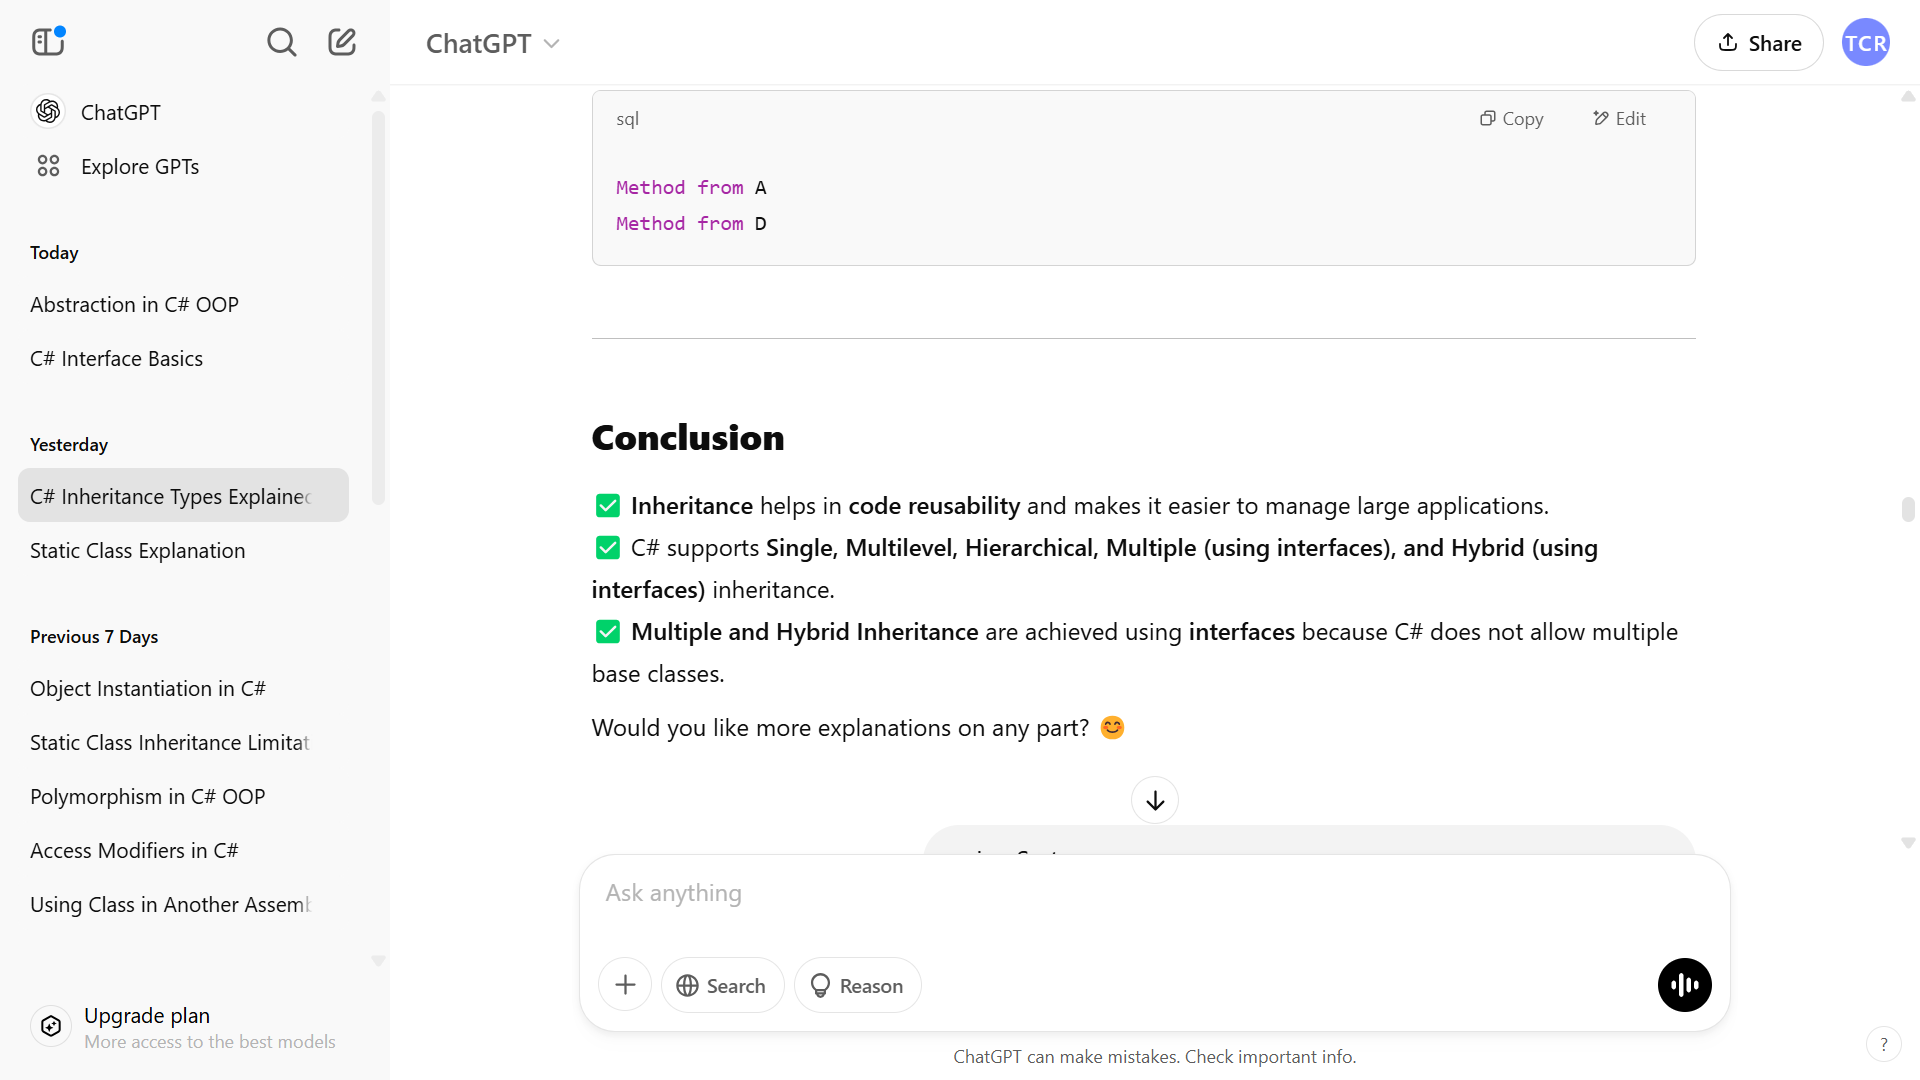 ChatGPT
Explore GPTs
Today
Abstraction in C# OOP
C# Interface Basics
Yesterday
C# Inheritance Types Explained
Static Class Explanation
Previous 7 Days
Object Instantiation in C#
Static Class Inheritance Limitat
Polymorphism in C# OOP
Access Modifiers in C#
Using Class in Another Assemb
Upgrade plan
More access to the best models
ChatGPT
Share
TCR
sql
Copy
Edit
Method from A
Method from D
Conclusion
✅ Inheritance helps in code reusability and makes it easier to manage large applications.
✅ C# supports Single, Multilevel, Hierarchical, Multiple (using interfaces), and Hybrid (using
interfaces) inheritance.
✅ Multiple and Hybrid Inheritance are achieved using interfaces because C# does not allow multiple
base classes.
Would you like more explanations on any part? 😊
Ask anything
Search
Reason
ChatGPT can make mistakes. Check important info.
?